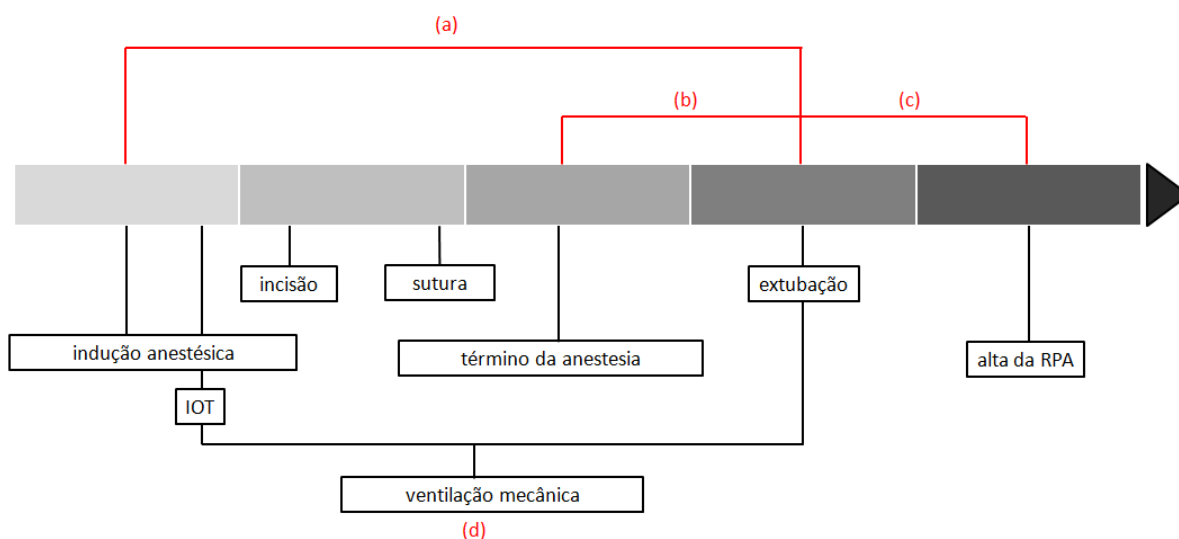 (a)
(b)
(c)
incisão
sutura
extubação
indução anestésica
término da anestesia
alta da RPA
IOT
ventilação mecânica
(d)